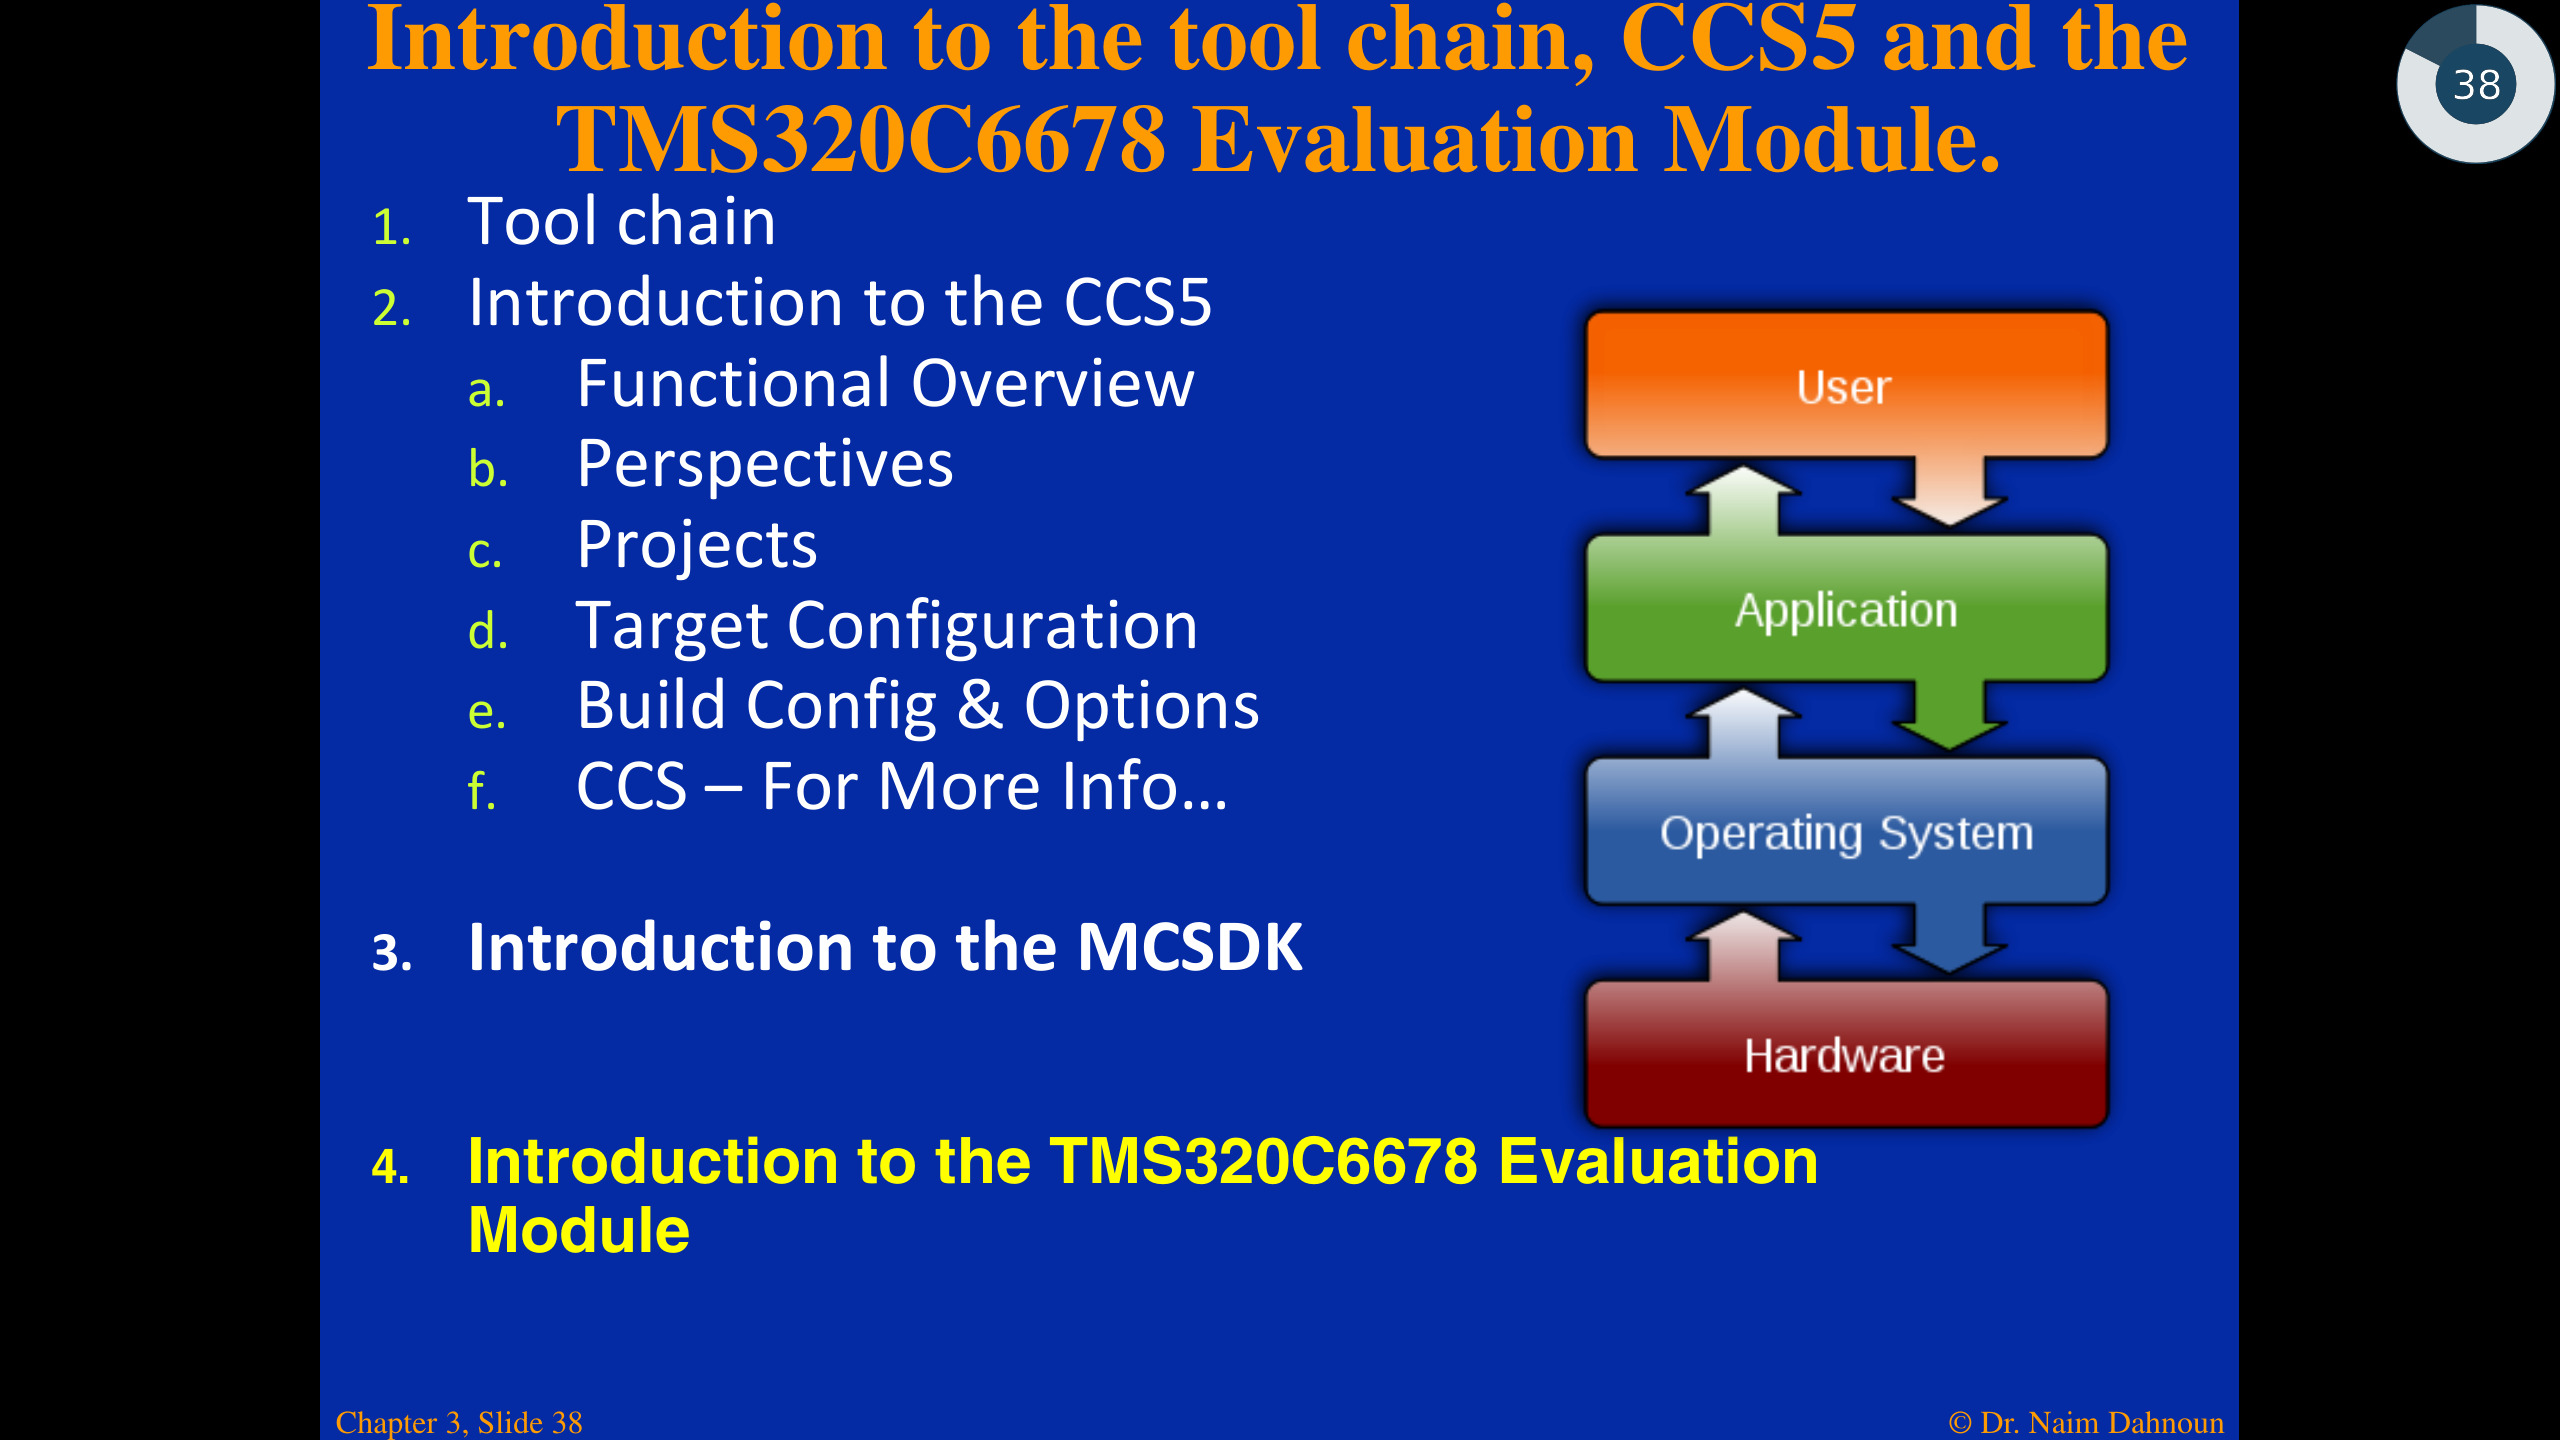 Introduction to the tool chain, CCS5 and the
TMS320C6678 Evaluation Module.
38
1. Tool chain
2. Introduction to the CCS5
a. Functional Overview
b. Perspectives
c. Projects
d. Target Configuration
e. Build Config & Options
f. CCS – For More Info...
3. Introduction to the MCSDK
4. Introduction to the TMS320C6678 Evaluation
Module
User
Application
Operating System
Hardware
Chapter 3, Slide 38
© Dr. Naim Dahnoun